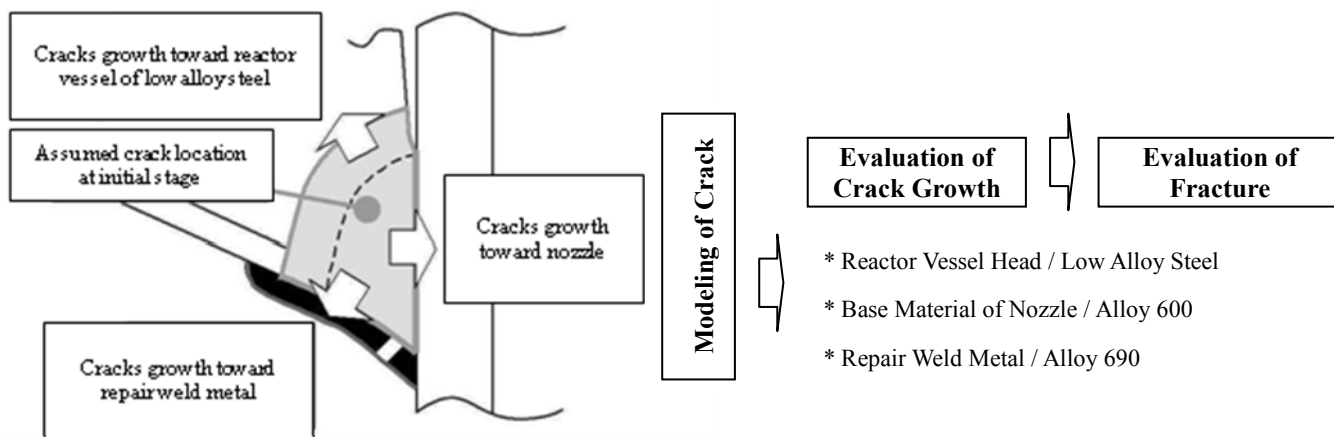 Cracks growth toward reactor
vessel of low alloy steel
Assumed crack location
at initial stage
Cracks growth
toward nozzle
Cracks growth toward
repair weld metal
Modeling of Crack
Evaluation of
Crack Growth
Evaluation of
Fracture
* Reactor Vessel Head / Low Alloy Steel
* Base Material of Nozzle / Alloy 600
* Repair Weld Metal / Alloy 690